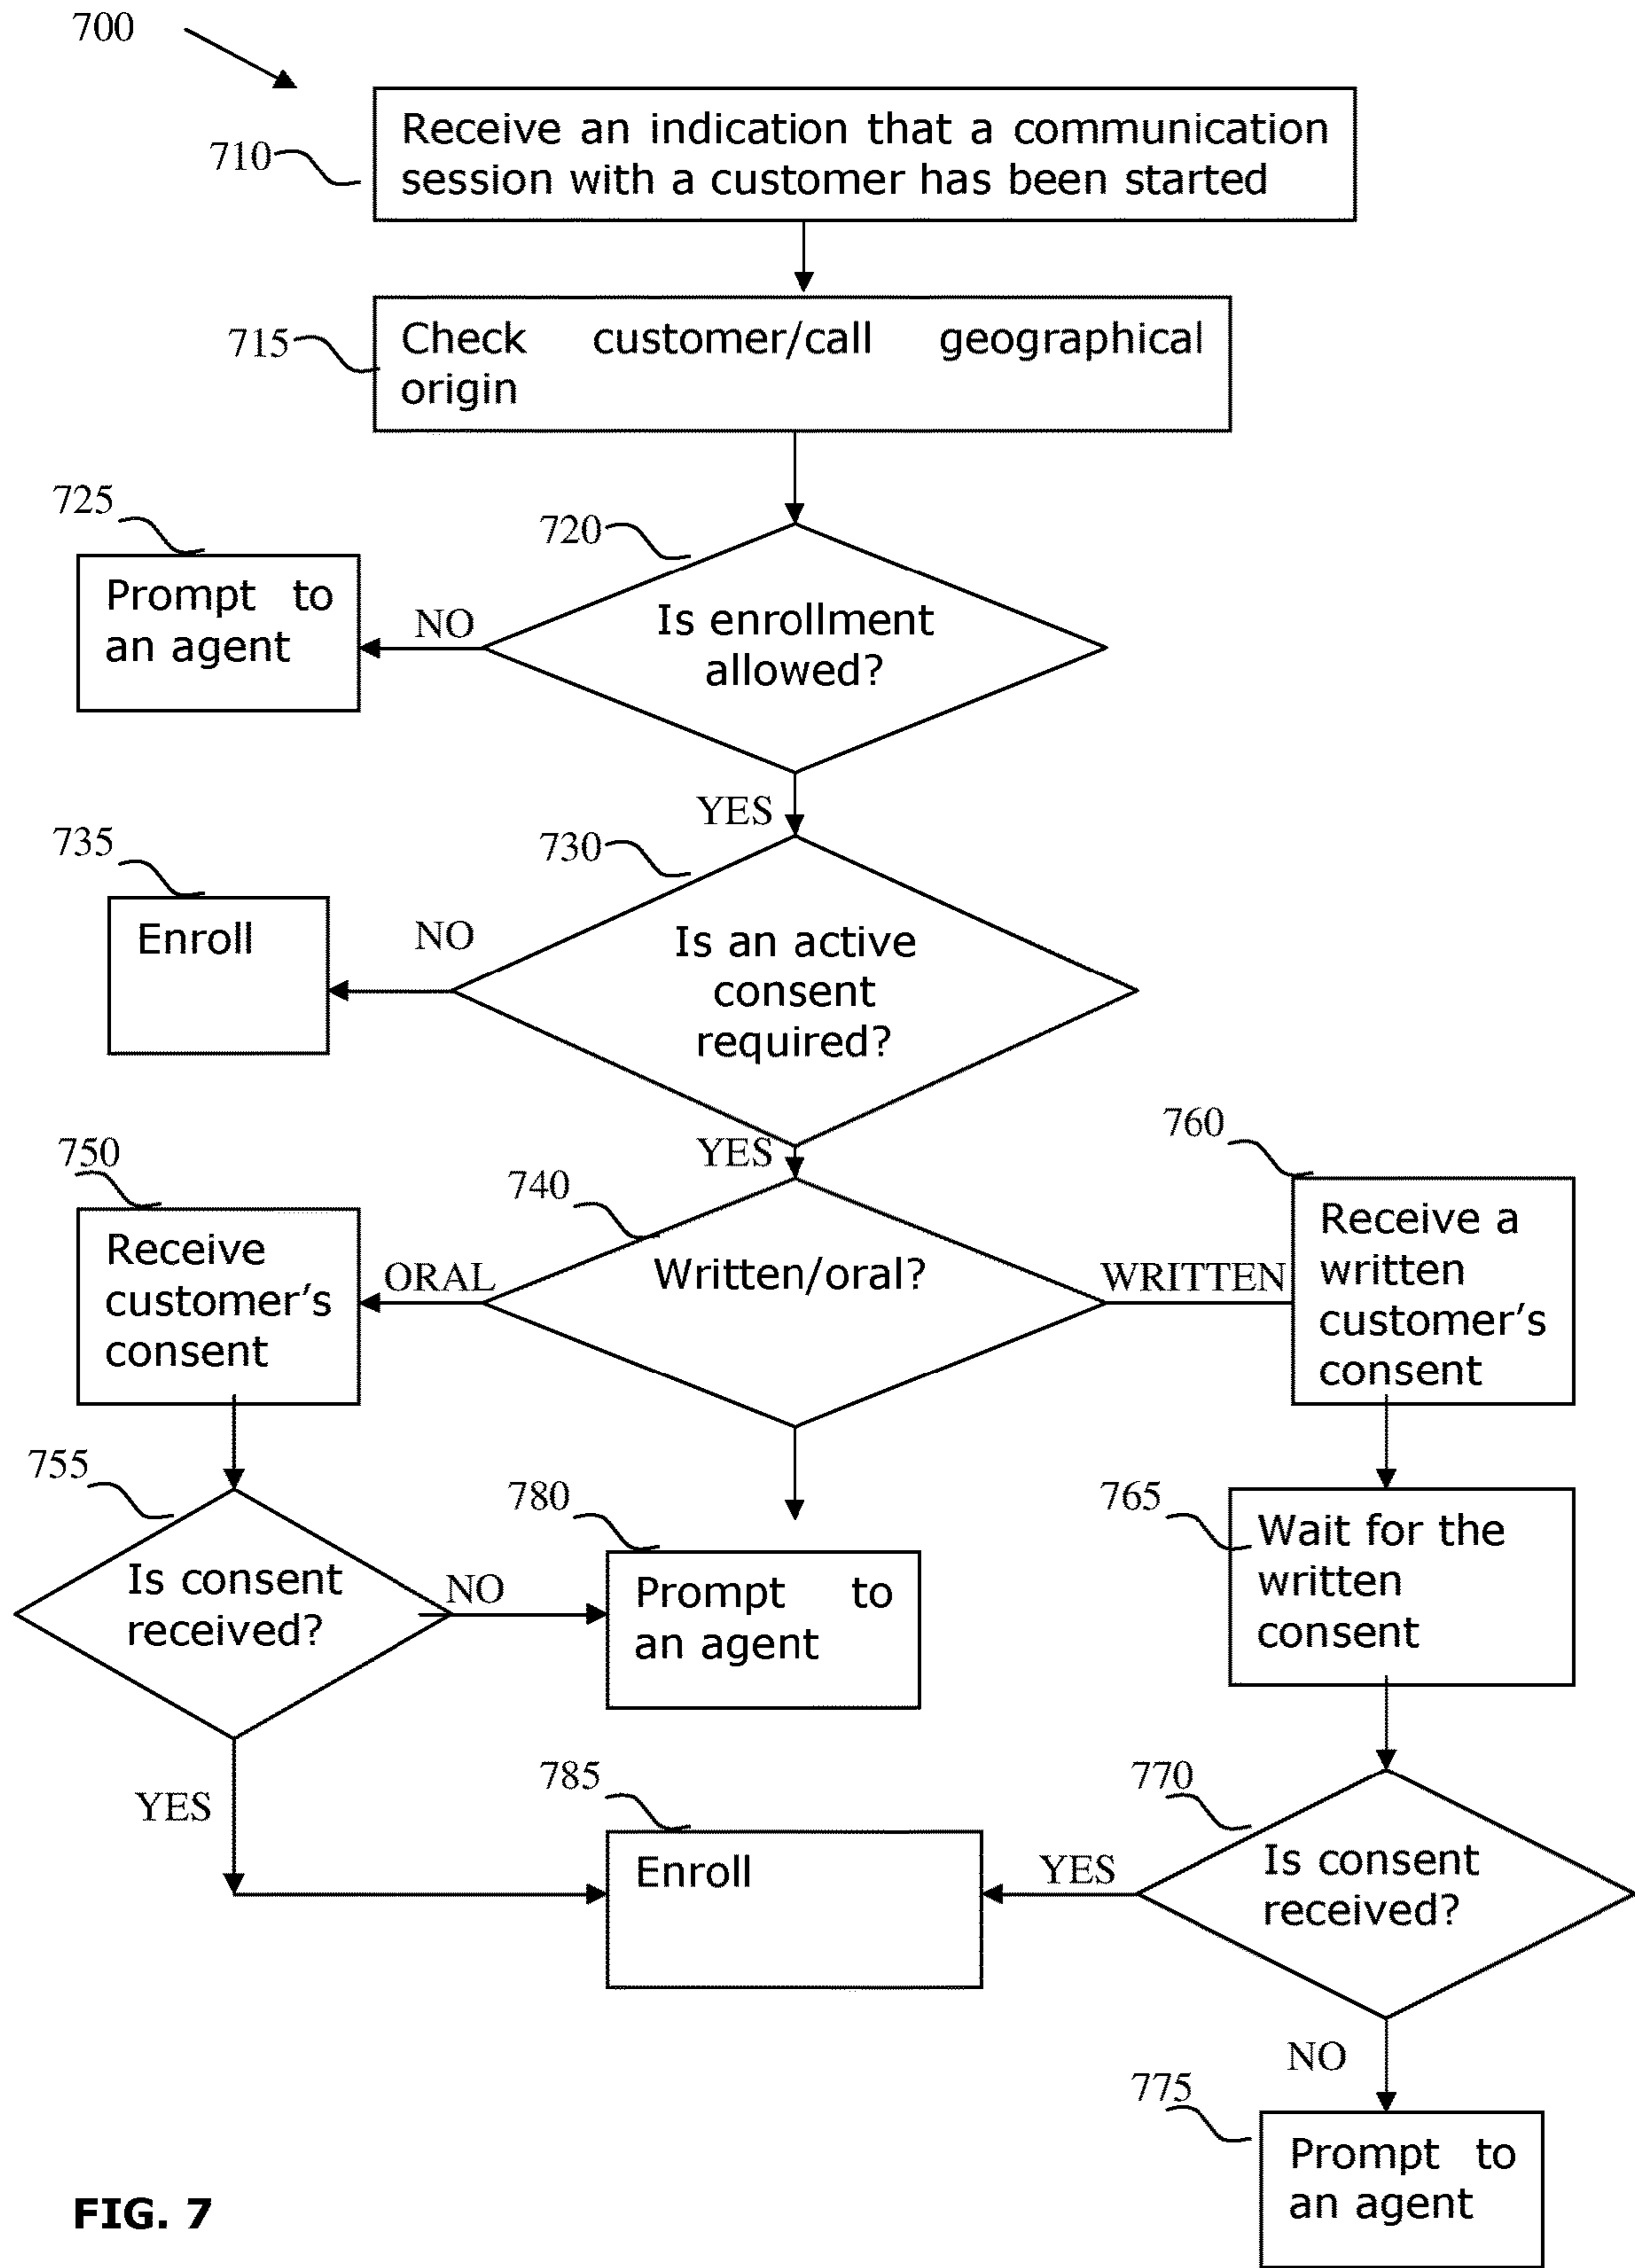 700
710
Receive an indication that a communication
session with a customer has been started
715
Check customer/call geographical
origin
725
Prompt to
an agent
NO
720
Is enrollment
allowed?
YES
735
Enroll
NO
730
Is an active
consent
required?
YES
750
Receive
customer's
consent
ORAL
740
Written/oral?
WRITTEN
760
Receive a
written
customer's
consent
755
Is consent
received?
NO
780
Prompt to
an agent
765
Wait for the
written
consent
YES
785
Enroll
YES
770
Is consent
received?
NO
775
Prompt to
an agent
FIG. 7